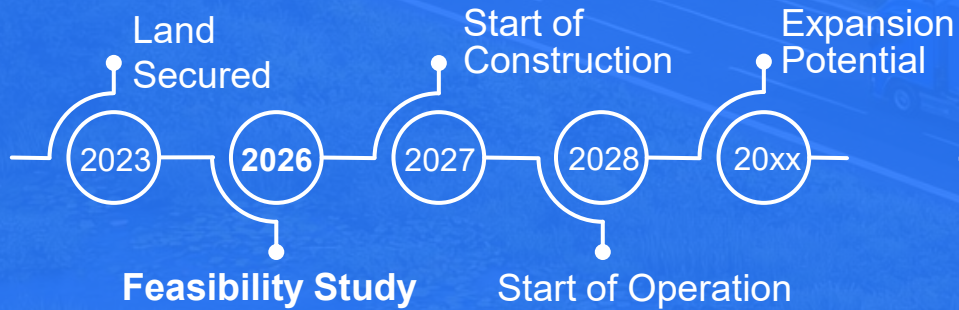 Land
Secured
Start of
Construction
Expansion
Potential
2023
2026
2027
2028
20xx
Feasibility Study
Start of Operation